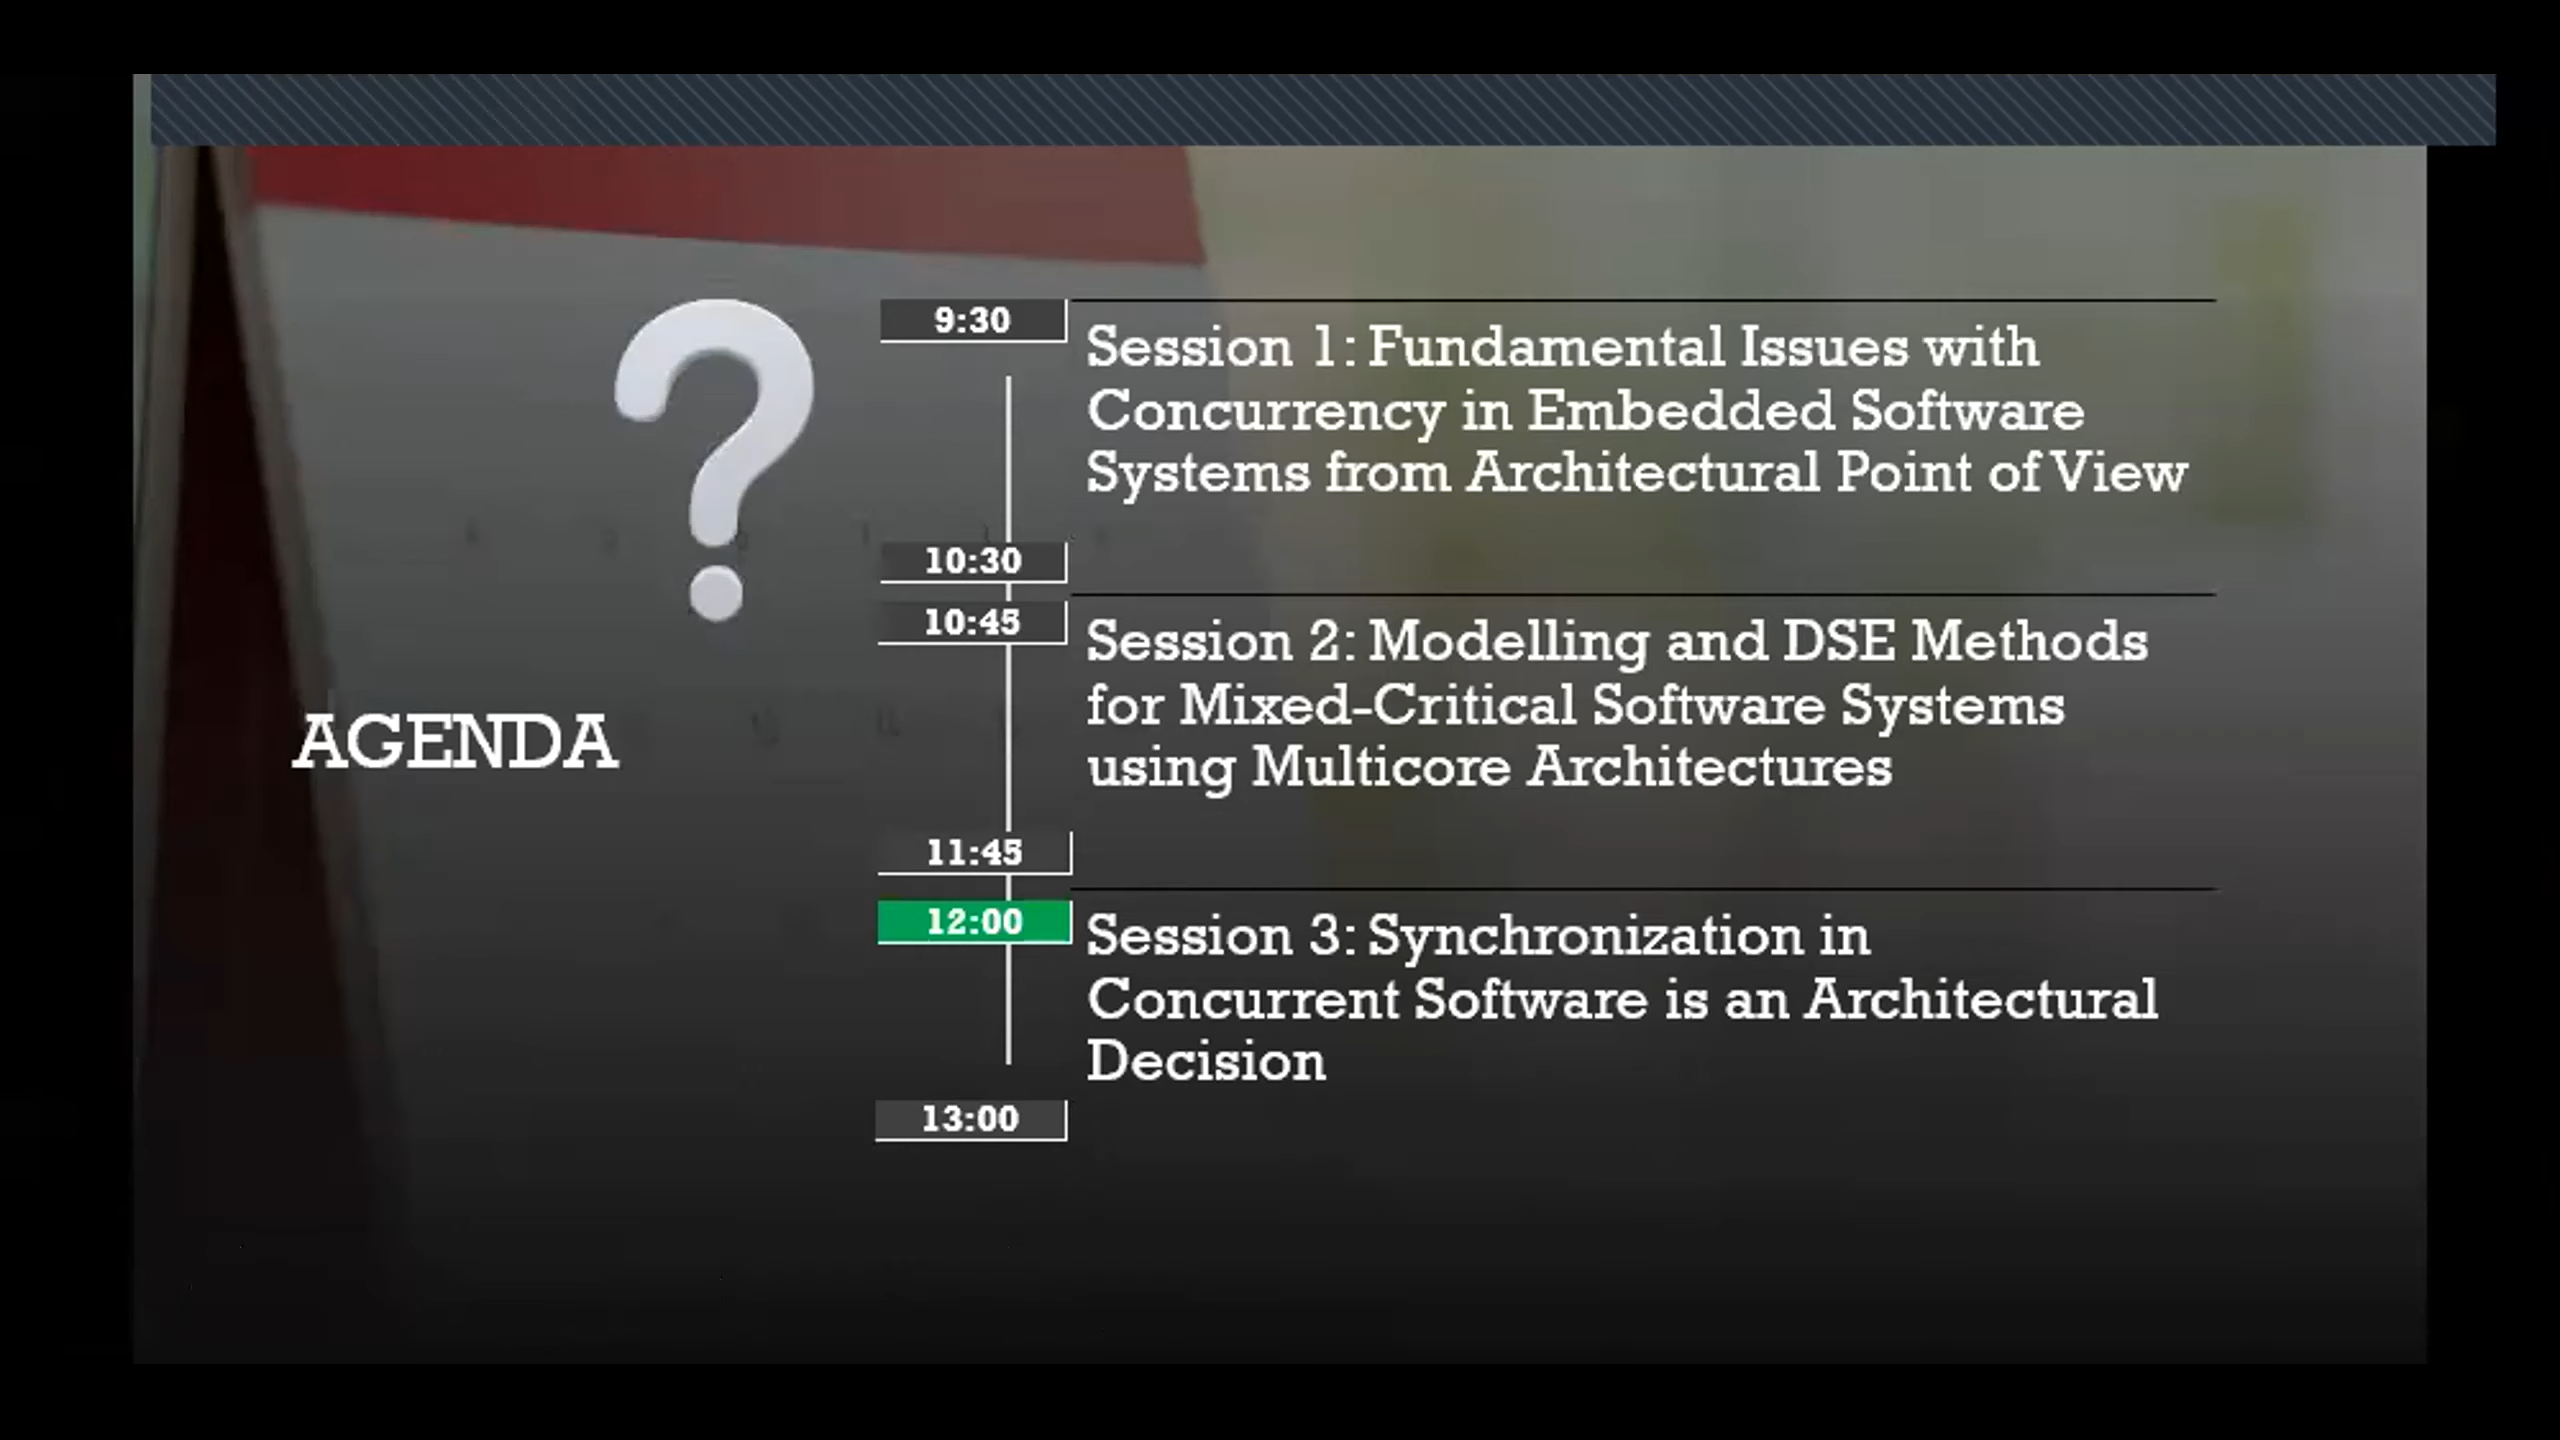 9:30
Session 1: Fundamental Issues with
Concurrency in Embedded Software
Systems from Architectural Point of View
10:30
10:45
Session 2: Modelling and DSE Methods
for Mixed-Critical Software Systems
using Multicore Architectures
AGENDA
11:45
12:00
Session 3: Synchronization in
Concurrent Software is an Architectural
Decision
13:00